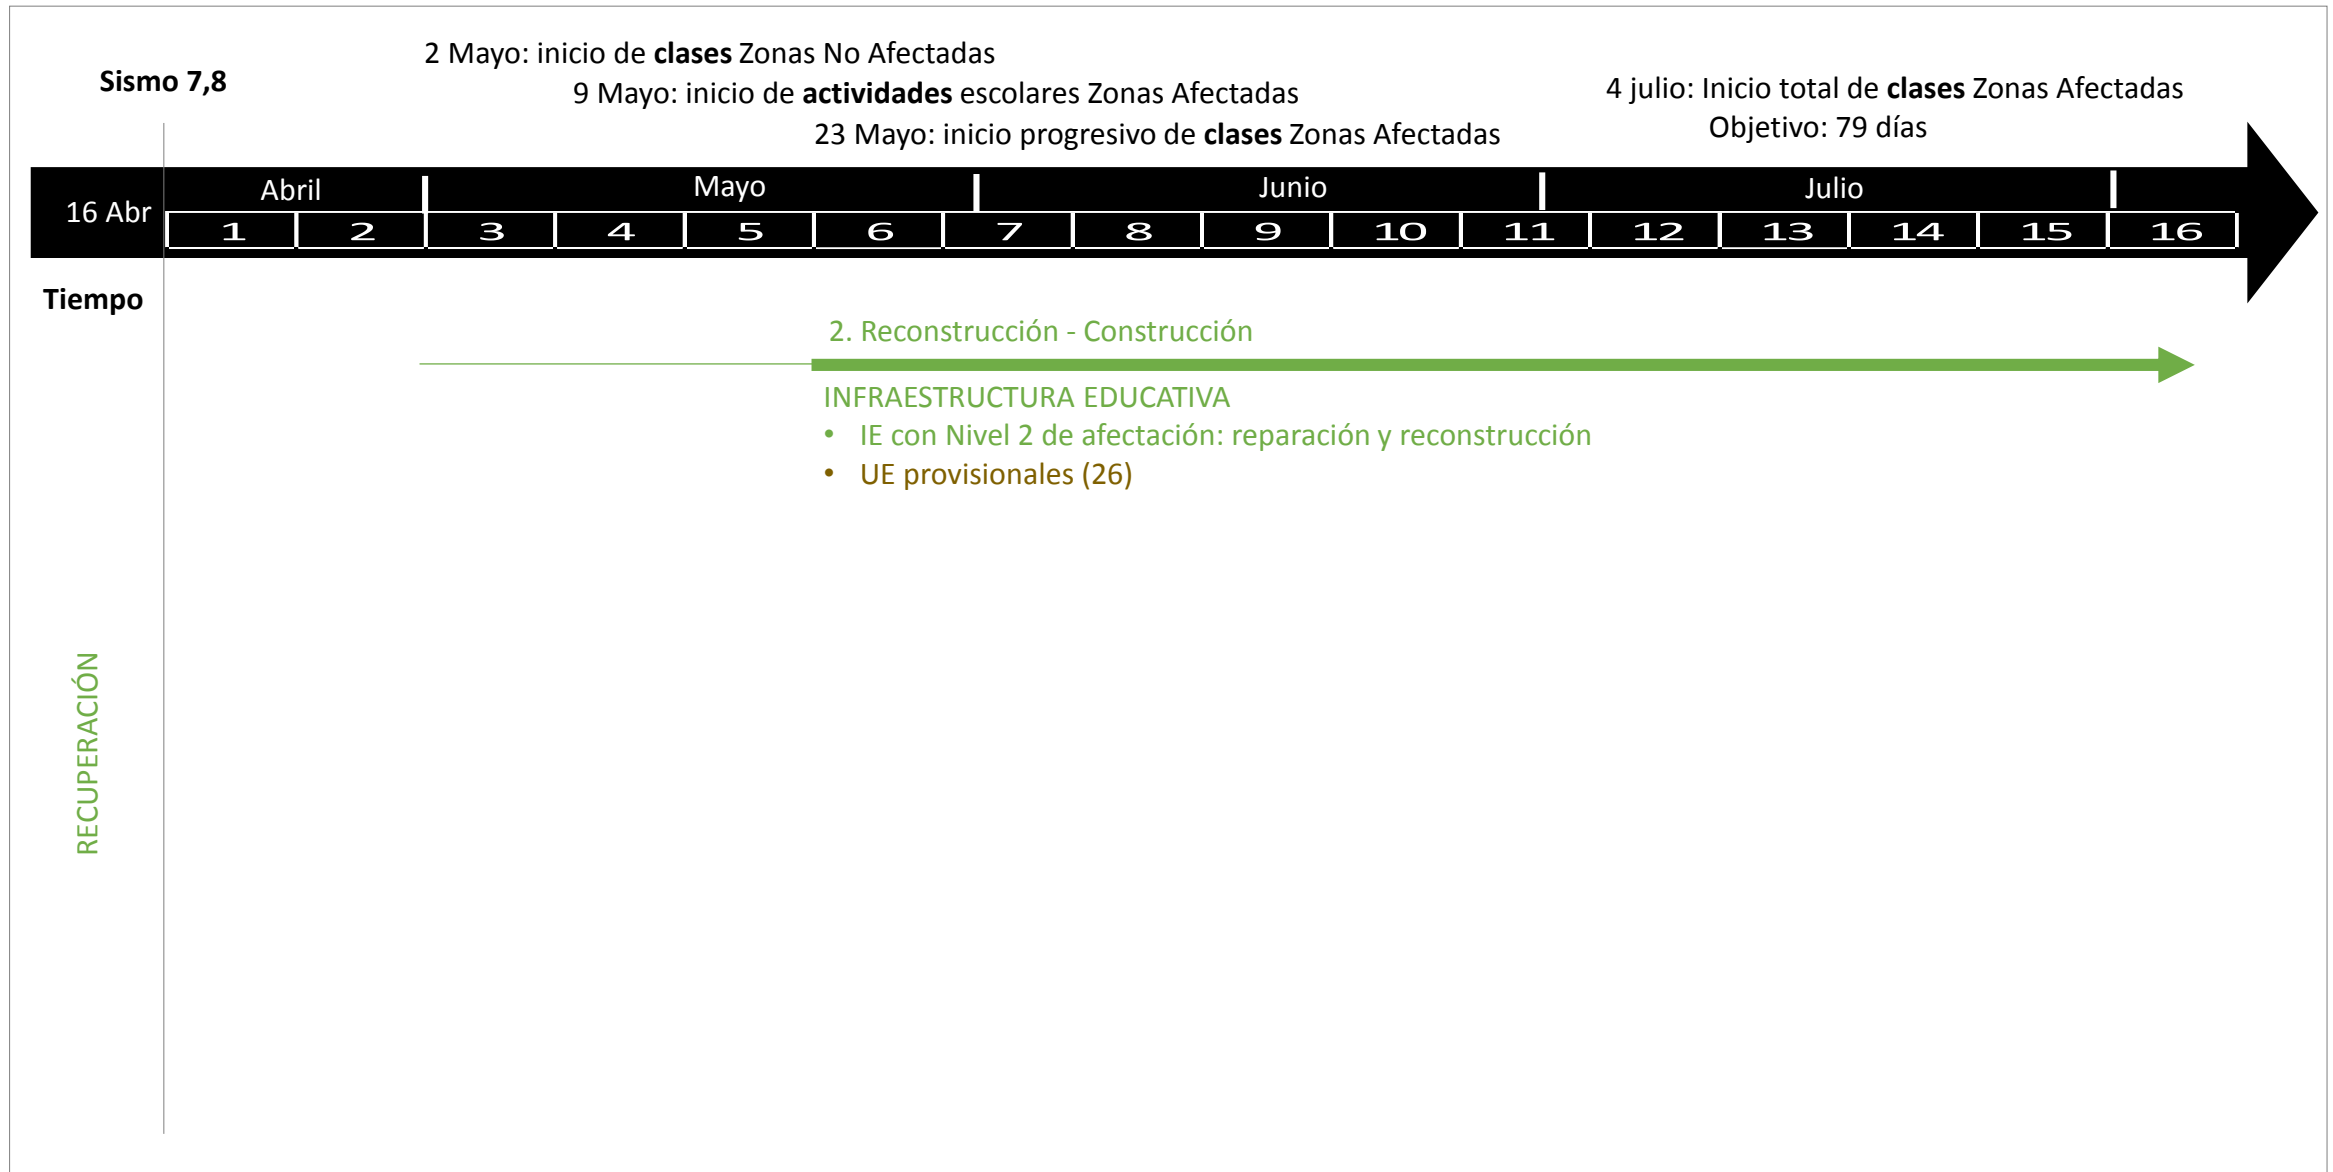 Sismo 7,8
2 Mayo: inicio de clases Zonas No Afectadas
9 Mayo: inicio de actividades escolares Zonas Afectadas
23 Mayo: inicio progresivo de clases Zonas Afectadas
4 julio: Inicio total de clases Zonas Afectadas
Objetivo: 79 días
16 Abr
Abril Mayo Junio Julio
1 2 3 4 5 6 7 8 9 10 11 12 13 14 15 16
Tiempo
2. Reconstrucción - Construcción
INFRAESTRUCTURA EDUCATIVA
• IE con Nivel 2 de afectación: reparación y reconstrucción
• UE provisionales (26)
RECUPERACIÓN